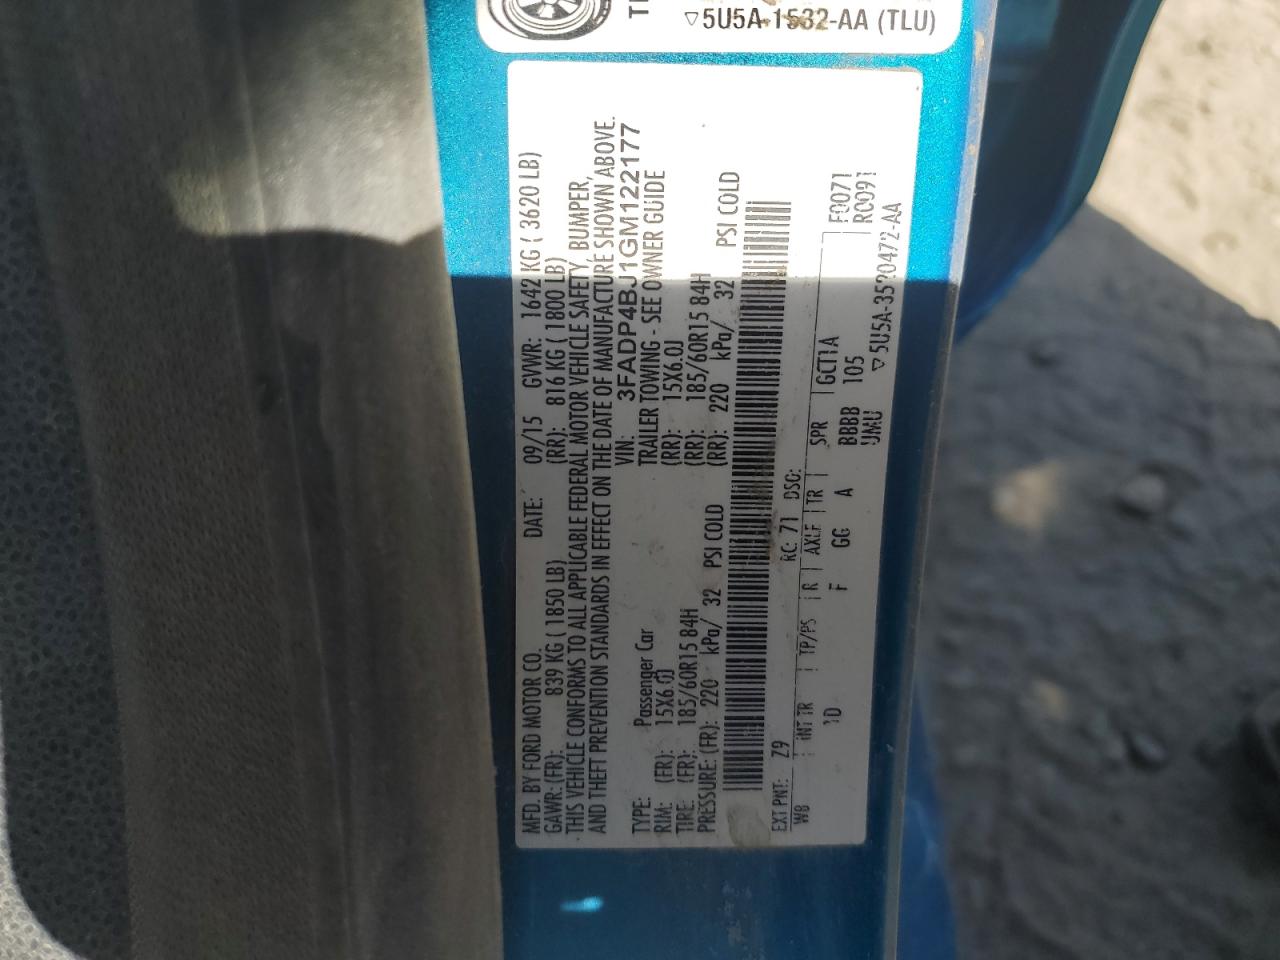 5U5A-1532-AA (TLU)
MFD. BY FORD MOTOR CO. DATE: 09/15 GVWR: 1642 KG ( 3620 LB)
GAWR: (FR): 839 KG ( 1850 LB) (RR): 816 KG ( 1800 LB)
THIS VEHICLE CONFORMS TO ALL APPLICABLE FEDERAL MOTOR VEHICLE SAFETY, BUMPER,
AND THEFT PREVENTION STANDARDS IN EFFECT ON THE DATE OF MANUFACTURE SHOWN ABOVE.
VIN: 3FADP4BJ1GM122177
TYPE: Passenger Car TRAILER TOWING - SEE OWNER GUIDE
RIM: (FR): 15X6.0J (RR): 15X6.0J
TIRE: (FR): 185/60R15 84H (RR): 185/60R15 84H
PRESSURE: (FR): 220 kPa/ 32 PSI COLD (RR): 220 kPa/ 32 PSI COLD
EXT PNT: Z9 RC: 71 DSO: F0071
WB INT TR TP/PS R AXLE TR SPR GCT1A R0091
1D F GG A BBBB 105
UMU ▽5U5A-3520472-AA